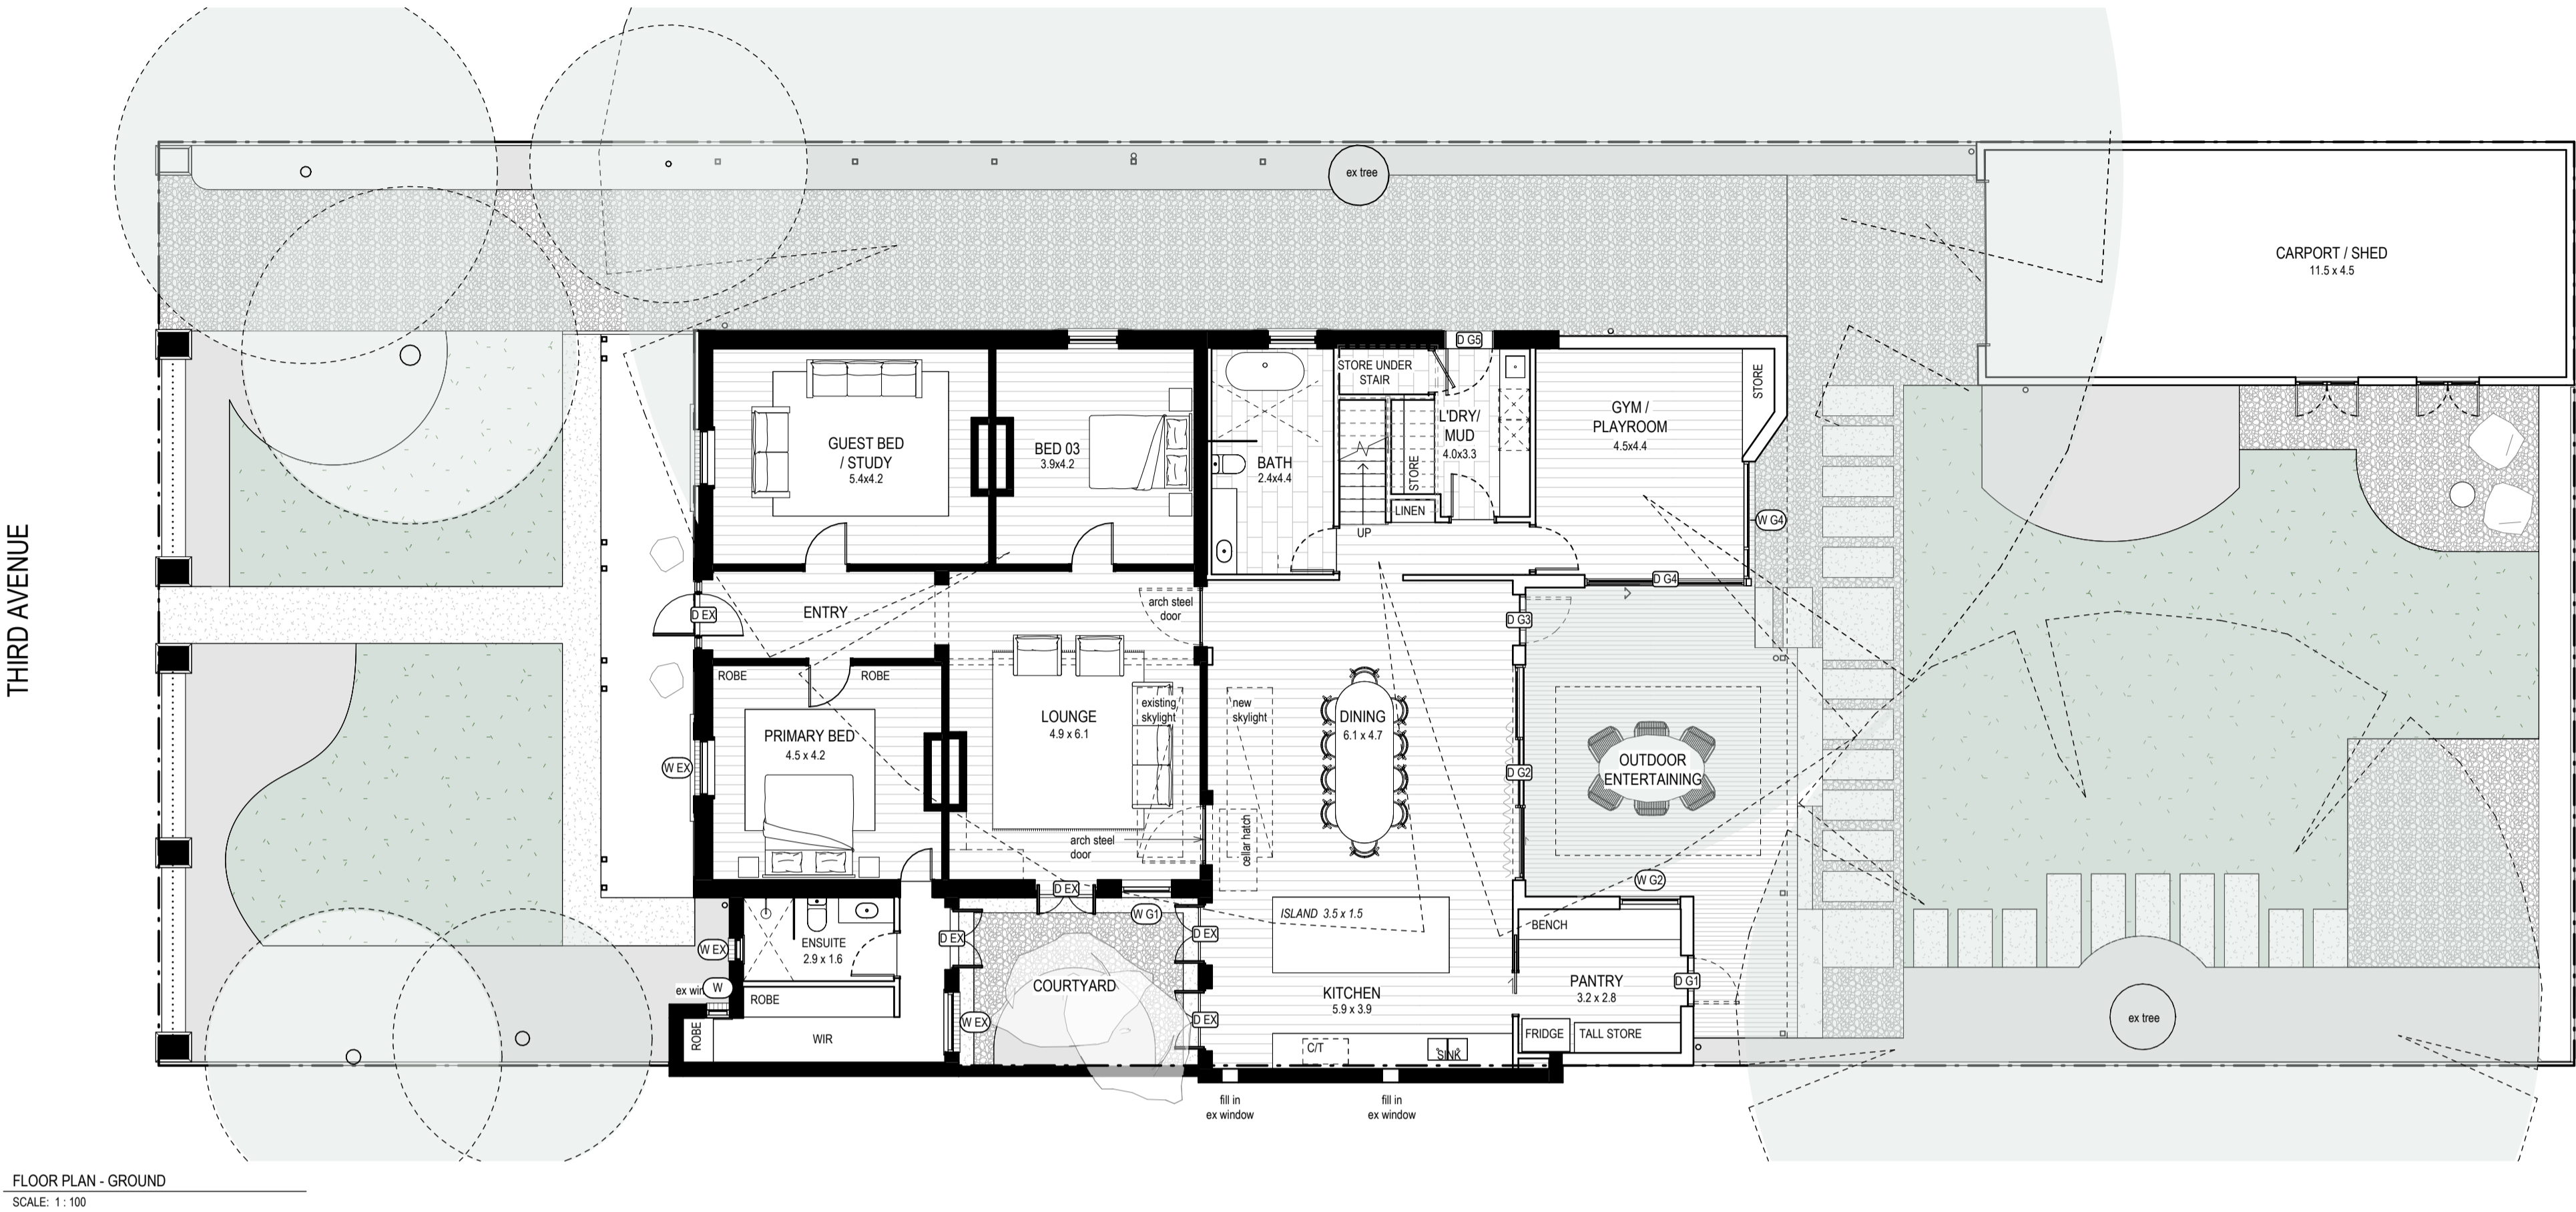 THIRD AVENUE
ex tree
CARPORT / SHED
11.5 x 4.5
GUEST BED
/ STUDY
5.4x4.2
BED 03
3.9x4.2
BATH
2.4x4.4
STORE UNDER
STAIR
D G5
L'DRY/
MUD
4.0x3.3
STORE
LINEN
UP
GYM /
PLAYROOM
4.5x4.4
STORE
W G4
D G4
D EX
ENTRY
arch steel
door
D G3
ROBE
ROBE
PRIMARY BED
4.5 x 4.2
W EX
LOUNGE
4.9 x 6.1
existing
skylight
new
skylight
DINING
6.1 x 4.7
D G2
OUTDOOR
ENTERTAINING
arch steel
door
cellar hatch
W G2
D EX
W G1
D EX
D EX
W EX
ENSUITE
2.9 x 1.6
ISLAND 3.5 x 1.5
BENCH
PANTRY
3.2 x 2.8
D G1
ex win
W
ROBE
ROBE
WIR
W EX
COURTYARD
D EX
KITCHEN
5.9 x 3.9
C/T
SINK
FRIDGE
TALL STORE
ex tree
fill in
ex window
fill in
ex window
FLOOR PLAN - GROUND
SCALE: 1 : 100